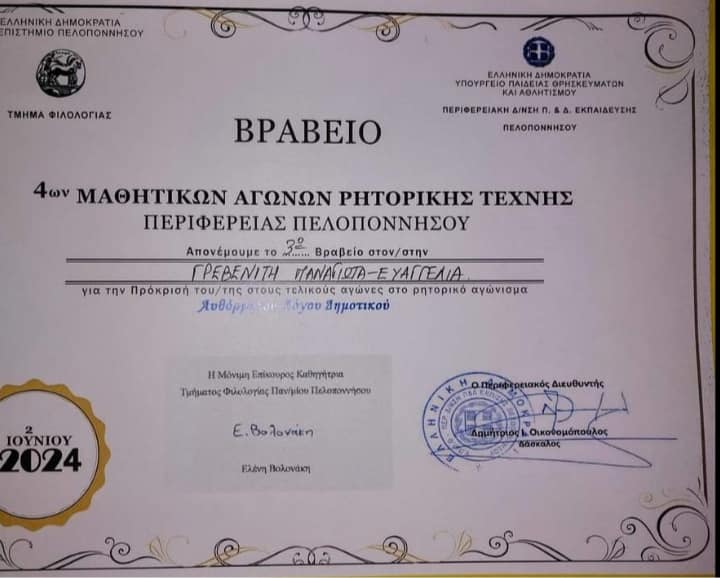 ΕΛΛΗΝΙΚΗ ΔΗΜΟΚΡΑΤΙΑ
ΕΠΙΣΤΗΜΙΟ ΠΕΛΟΠΟΝΝΗΣΟΥ
ΤΜΗΜΑ ΦΙΛΟΛΟΓΙΑΣ
ΕΛΛΗΝΙΚΗ ΔΗΜΟΚΡΑΤΙΑ
ΥΠΟΥΡΓΕΙΟ ΠΑΙΔΕΙΑΣ ΘΡΗΣΚΕΥΜΑΤΩΝ
ΚΑΙ ΑΘΛΗΤΙΣΜΟΥ
ΠΕΡΙΦΕΡΕΙΑΚΗ Δ/ΝΣΗ Π. & Δ. ΕΚΠΑΙΔΕΥΣΗΣ
ΠΕΛΟΠΟΝΝΗΣΟΥ
ΒΡΑΒΕΙΟ
4ων ΜΑΘΗΤΙΚΩΝ ΑΓΩΝΩΝ ΡΗΤΟΡΙΚΗΣ ΤΕΧΝΗΣ
ΠΕΡΙΦΕΡΕΙΑΣ ΠΕΛΟΠΟΝΝΗΣΟΥ
Απονέμουμε το 3ο Βραβείο στον/στην
ΓΡΕΒΕΝΙΤΗ ΠΑΝΑΓΙΩΤΑ-ΕΥΑΓΓΕΛΙΑ
για την Πρόκρισή του/της στους τελικούς αγώνες στο ρητορικό αγώνισμα
Λόγου Δημοτικού
Η Μόνιμη Επίκουρος Καθηγήτρια
Τμήματος Φιλολογίας Παν/μίου Πελοποννήσου
Ε. Βολονάκη
Ελένη Βολονάκη
Ο Περιφερειακός Διευθυντής
Δημήτριος Ι. Οικονομόπουλος
δάσκαλος
2
ΙΟΥΝΙΟΥ
2024